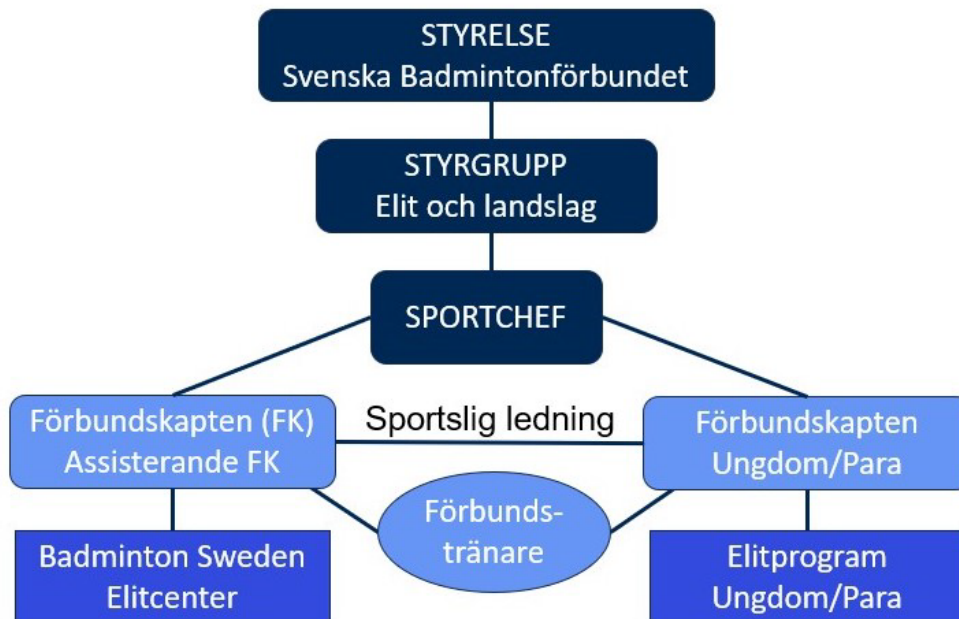 STYRELSE
Svenska Badmintonförbundet
STYRGRUPP
Elit och landslag
SPORTCHEF
Förbundskapten (FK)
Assisterande FK
Sportslig ledning
Förbundskapten
Ungdom/Para
Förbunds-
tränare
Badminton Sweden
Elitcenter
Elitprogram
Ungdom/Para